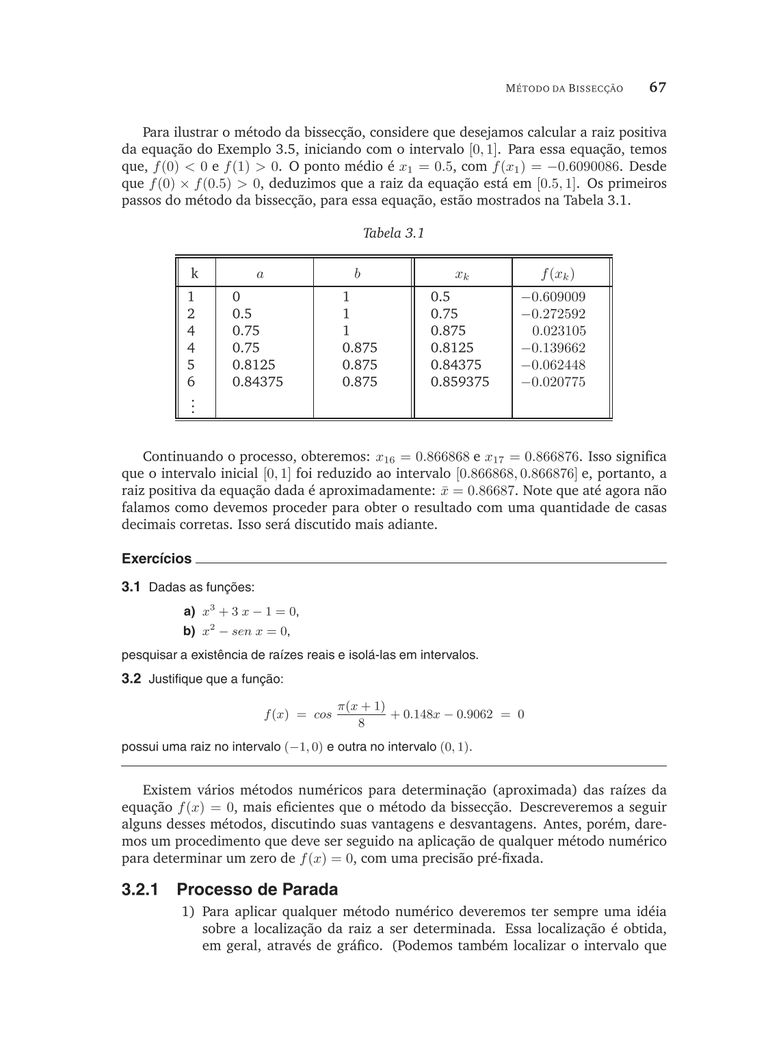 MÉTODO DA BISSECÇÃO 67
Para ilustrar o método da bissecção, considere que desejamos calcular a raiz positiva
da equação do Exemplo 3.5, iniciando com o intervalo [0, 1]. Para essa equação, temos
que, f(0) < 0 e f(1) > 0. O ponto médio é x₁ = 0.5, com f(x₁) = −0.6090086. Desde
que f(0) × f(0.5) > 0, deduzimos que a raiz da equação está em [0.5, 1]. Os primeiros
passos do método da bissecção, para essa equação, estão mostrados na Tabela 3.1.
Tabela 3.1
k a b xₖ f(xₖ)
1 0 1 0.5 −0.609009
2 0.5 1 0.75 −0.272592
4 0.75 1 0.875 0.023105
4 0.75 0.875 0.8125 −0.139662
5 0.8125 0.875 0.84375 −0.062448
6 0.84375 0.875 0.859375 −0.020775
⋮
Continuando o processo, obteremos: x₁₆ = 0.866868 e x₁₇ = 0.866876. Isso significa
que o intervalo inicial [0, 1] foi reduzido ao intervalo [0.866868, 0.866876] e, portanto, a
raiz positiva da equação dada é aproximadamente: x̄ = 0.86687. Note que até agora não
falamos como devemos proceder para obter o resultado com uma quantidade de casas
decimais corretas. Isso será discutido mais adiante.
Exercícios
3.1 Dadas as funções:
a) x³ + 3 x − 1 = 0,
b) x² − sen x = 0,
pesquisar a existência de raízes reais e isolá-las em intervalos.
3.2 Justifique que a função:
f(x) = cos π(x + 1)/8 + 0.148x − 0.9062 = 0
possui uma raiz no intervalo (−1, 0) e outra no intervalo (0, 1).
Existem vários métodos numéricos para determinação (aproximada) das raízes da
equação f(x) = 0, mais eficientes que o método da bissecção. Descreveremos a seguir
alguns desses métodos, discutindo suas vantagens e desvantagens. Antes, porém, dare-
mos um procedimento que deve ser seguido na aplicação de qualquer método numérico
para determinar um zero de f(x) = 0, com uma precisão pré-fixada.
3.2.1 Processo de Parada
1) Para aplicar qualquer método numérico deveremos ter sempre uma idéia
sobre a localização da raiz a ser determinada. Essa localização é obtida,
em geral, através de gráfico. (Podemos também localizar o intervalo que